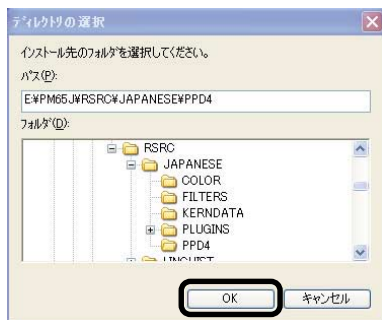 ディレクトリの選択
インストール先のフォルダを選択してください。
パス(P):
E:¥PM65J¥RSRC¥JAPANESE¥PPD4
フォルダ(D):
RSRC
JAPANESE
COLOR
FILTERS
KERNDATA
PLUGINS
PPD4
LINGUIST
OK
キャンセル